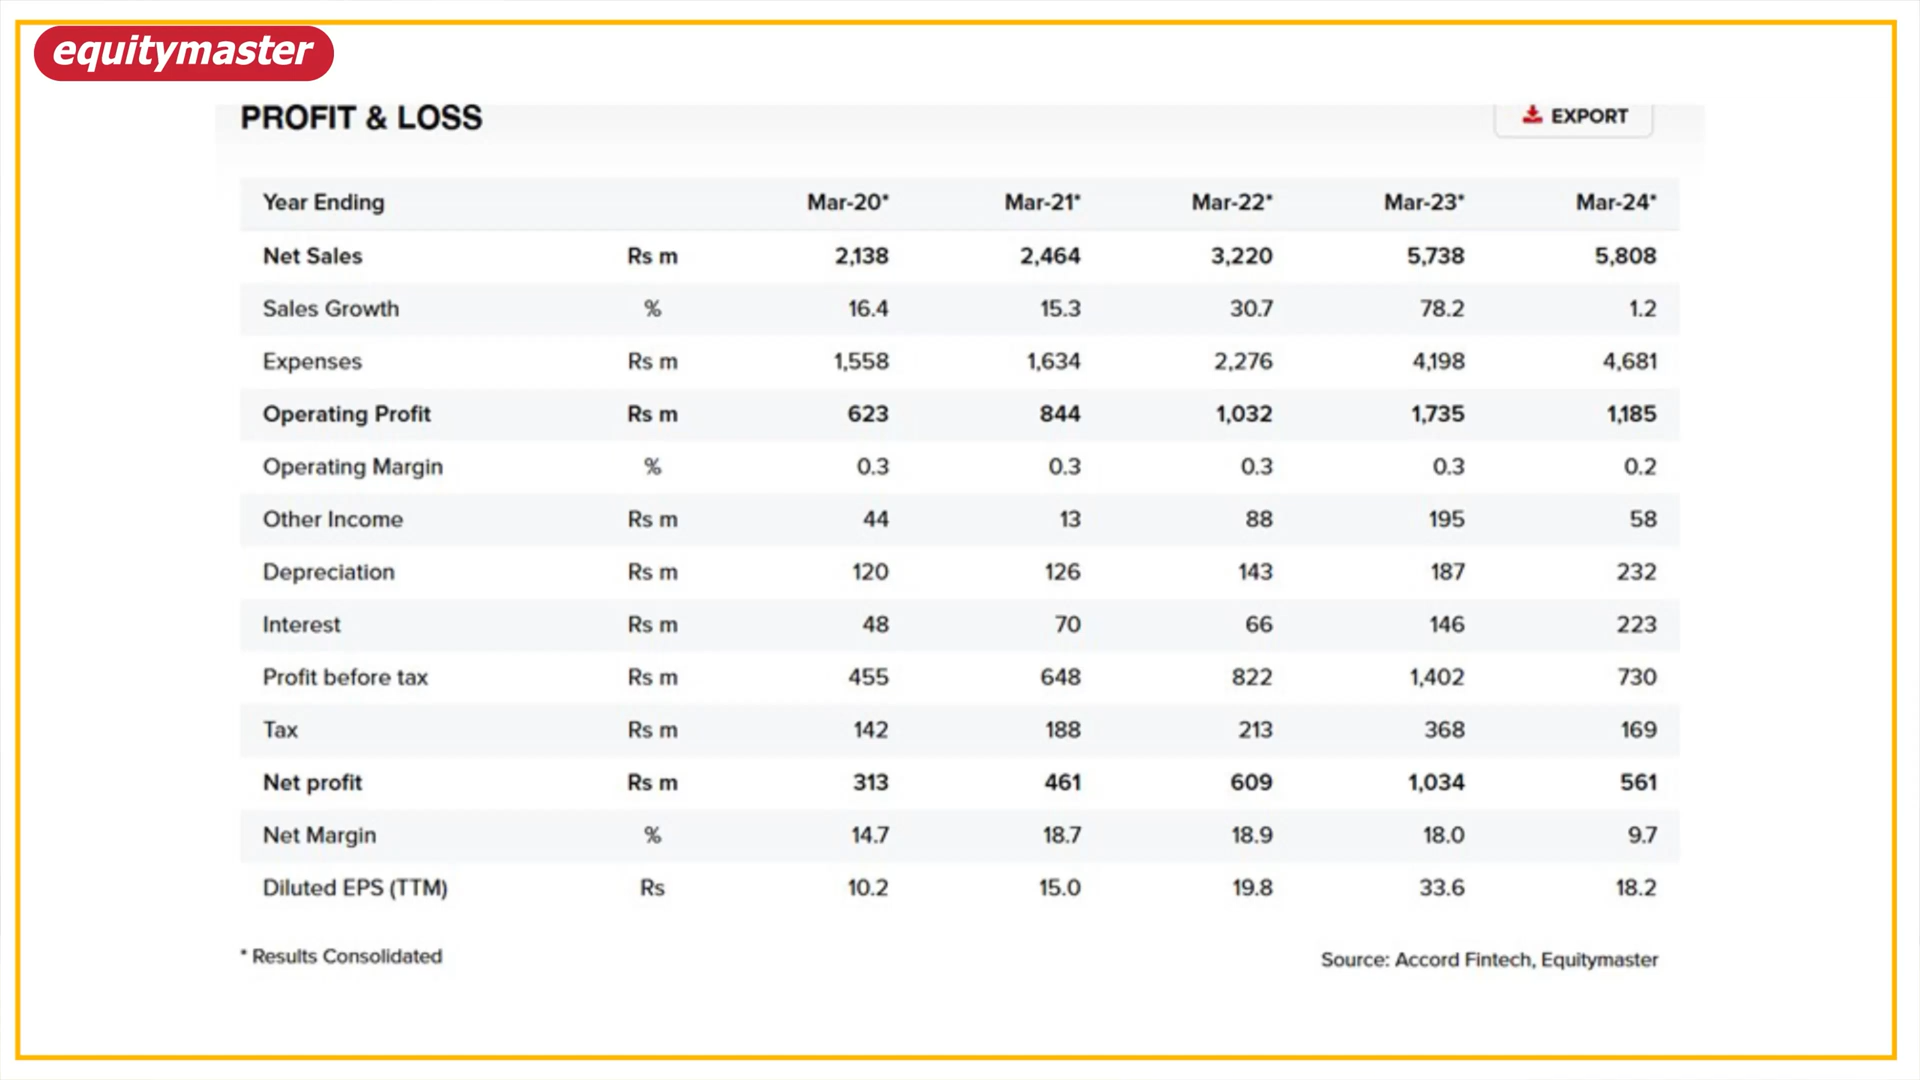 equitymaster
PROFIT & LOSS
EXPORT
Year Ending Mar-20* Mar-21* Mar-22* Mar-23* Mar-24*
Net Sales Rs m 2,138 2,464 3,220 5,738 5,808
Sales Growth % 16.4 15.3 30.7 78.2 1.2
Expenses Rs m 1,558 1,634 2,276 4,198 4,681
Operating Profit Rs m 623 844 1,032 1,735 1,185
Operating Margin % 0.3 0.3 0.3 0.3 0.2
Other Income Rs m 44 13 88 195 58
Depreciation Rs m 120 126 143 187 232
Interest Rs m 48 70 66 146 223
Profit before tax Rs m 455 648 822 1,402 730
Tax Rs m 142 188 213 368 169
Net profit Rs m 313 461 609 1,034 561
Net Margin % 14.7 18.7 18.9 18.0 9.7
Diluted EPS (TTM) Rs 10.2 15.0 19.8 33.6 18.2
* Results Consolidated
Source: Accord Fintech, Equitymaster